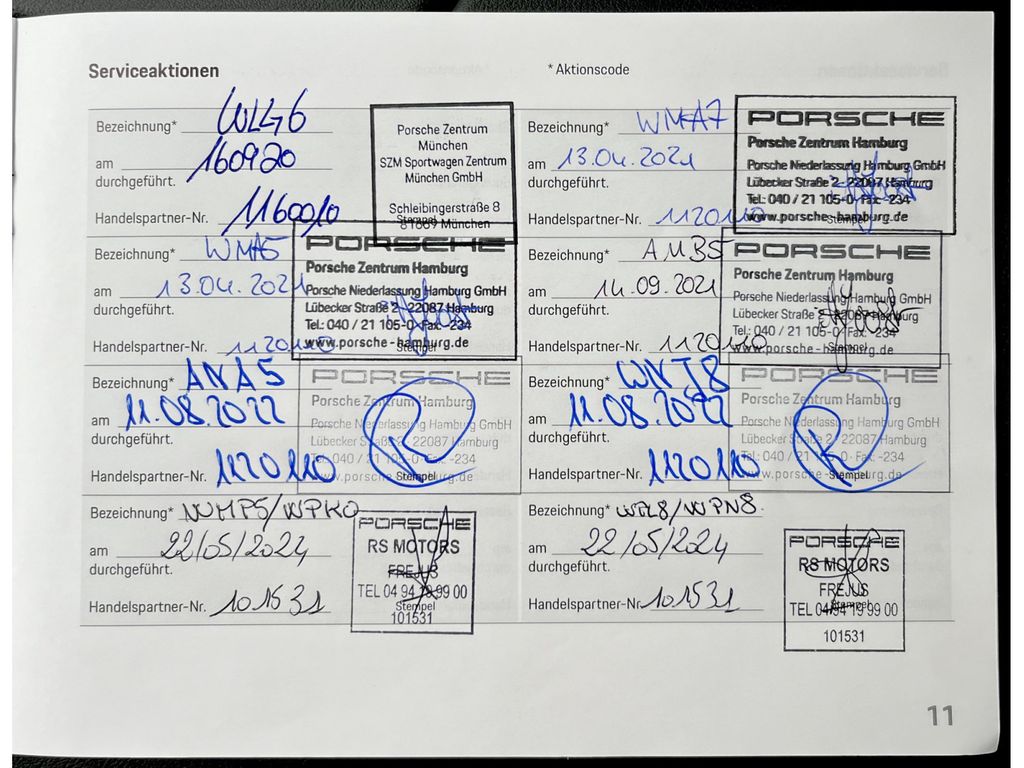 Serviceaktionen
* Aktionscode
Bezeichnung* WLG6
am 160920
durchgeführt.
Handelspartner-Nr. 1160010
Porsche Zentrum
München
SZM Sportwagen Zentrum
München GmbH
Schleibingerstraße 8
Stempel
81669 München
Bezeichnung* WMA7
am 13.04.2021
durchgeführt.
Handelspartner-Nr. 1120110
PORSCHE
Porsche Zentrum Hamburg
Porsche Niederlassung Hamburg GmbH
Lübecker Straße 2 - 22087 Hamburg
Tel.: 040 / 21 105-0 - Fax: -234
www.porsche-hamburg.de
Stempel
Bezeichnung* WMA5
am 13.04.2021
Handelspartner-Nr. 1120110
PORSCHE
Porsche Zentrum Hamburg
Porsche Niederlassung Hamburg GmbH
Lübecker Straße 2 - 22087 Hamburg
Tel.: 040 / 21 105-0 - Fax: -234
www.porsche-hamburg.de
Stempel
Bezeichnung* AMB5
am 14.09.2021
durchgeführt.
Handelspartner-Nr. 1120110
PORSCHE
Porsche Zentrum Hamburg
Porsche Niederlassung Hamburg GmbH
Lübecker Straße 2 - 22087 Hamburg
Tel.: 040 / 21 105-0 - Fax: -234
www.porsche-hamburg.de
Stempel
Bezeichnung* ANA5
am 11.08.2022
durchgeführt.
Handelspartner-Nr. 1120110
PORSCHE
Porsche Zentrum Hamburg
Porsche Niederlassung Hamburg GmbH
Lübecker Straße 2 - 22087 Hamburg
Tel.: 040 / 21 105-0 - Fax: -234
www.porsche-hamburg.de
Stempel
Bezeichnung* WNJ8
am 11.08.2022
durchgeführt.
Handelspartner-Nr. 1120110
PORSCHE
Porsche Zentrum Hamburg
Porsche Niederlassung Hamburg GmbH
Lübecker Straße 2 - 22087 Hamburg
Tel.: 040 / 21 105-0 - Fax: -234
www.porsche-hamburg.de
Stempel
Bezeichnung* /WPK0
am 22/05/2024
durchgeführt.
Handelspartner-Nr. 101531
PORSCHE
RS MOTORS
FREJUS
TEL 04 94 19 99 00
Stempel
101531
Bezeichnung* /WPN8
am 22/05/2024
durchgeführt.
Handelspartner-Nr. 101531
PORSCHE
RS MOTORS
FREJUS
Stempel
TEL 04 94 19 99 00
101531
11